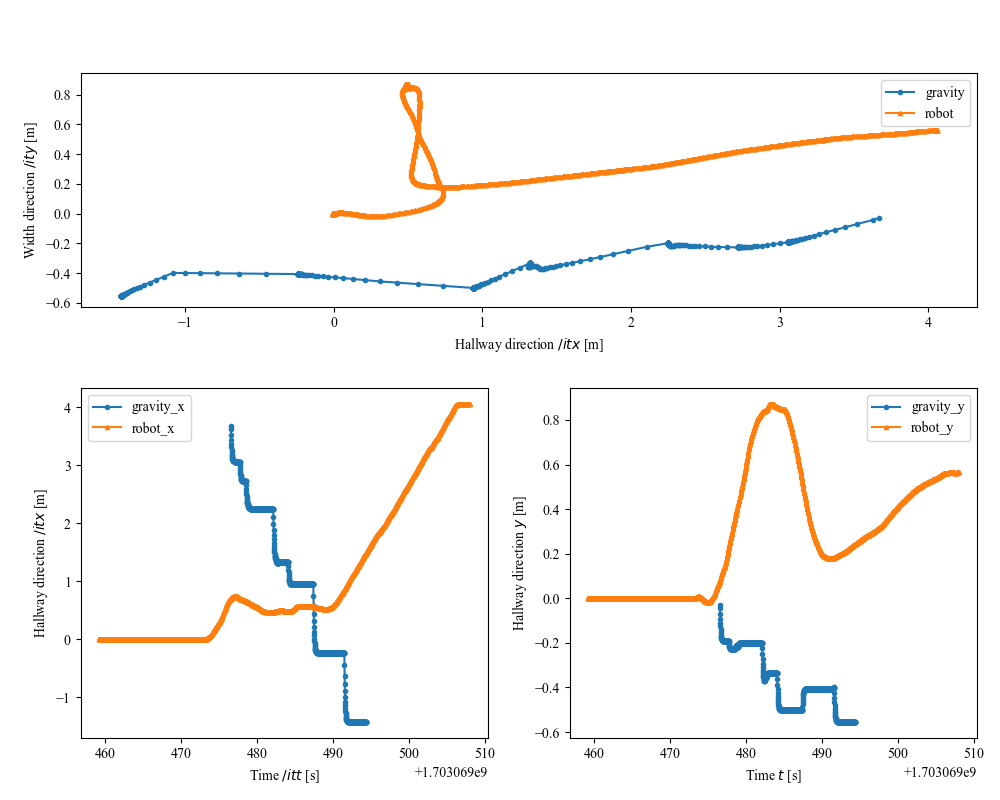 0.8
0.6
0.4
0.2
0.0
−0.2
−0.4
−0.6
Width direction /ity [m]
gravity
robot
−1
0
1
2
3
4
Hallway direction /itx [m]
4
3
2
1
0
−1
Hallway direction /itx [m]
gravity_x
robot_x
460
470
480
490
500
510
+1.703069e9
Time /itt [s]
0.8
0.6
0.4
0.2
0.0
−0.2
−0.4
−0.6
Hallway direction y [m]
gravity_y
robot_y
460
470
480
490
500
510
+1.703069e9
Time t [s]